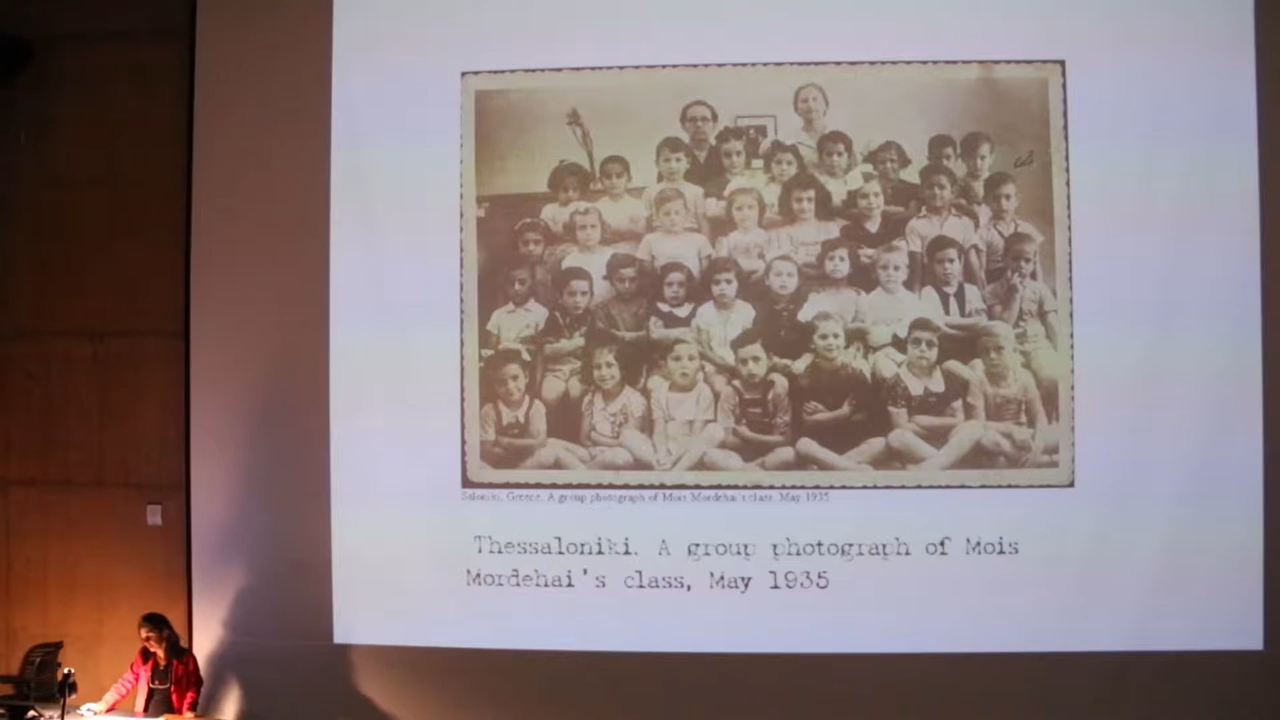 Saloniki, Greece. A group photograph of Mois Mordehai's class, May 1935
Thessaloniki. A group photograph of Mois
Mordehai's class, May 1935